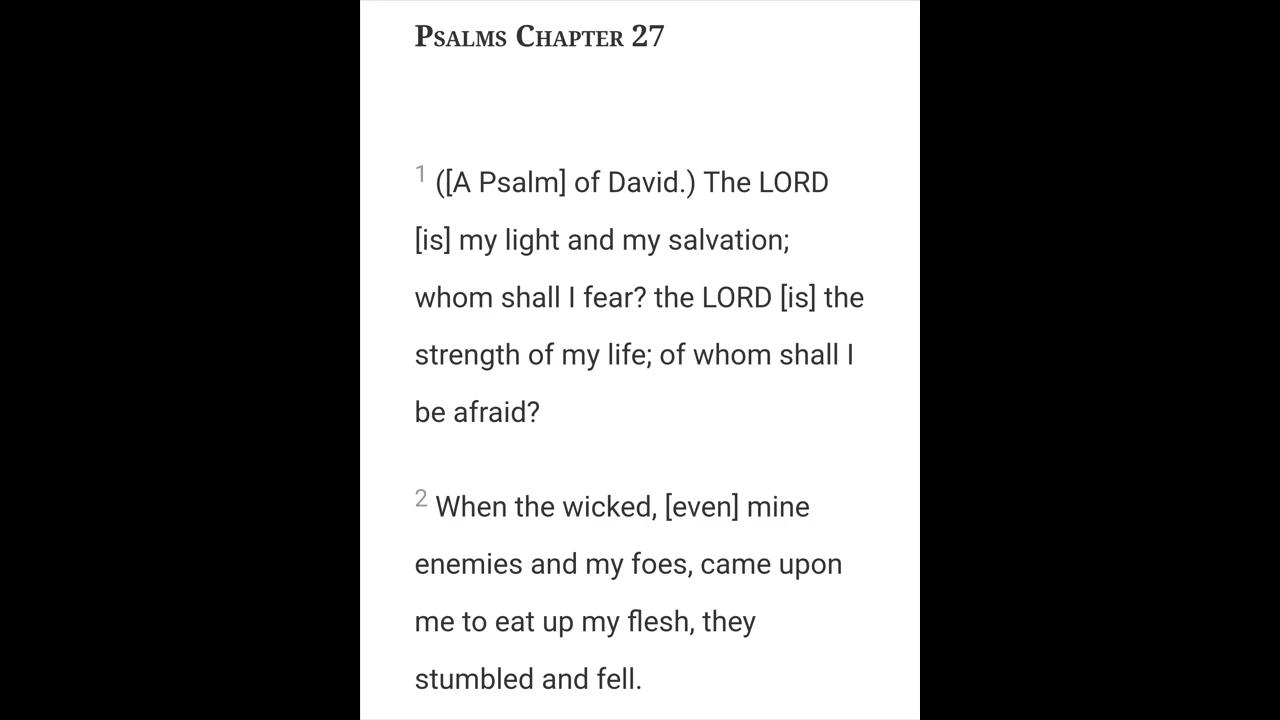 Psalms Chapter 27
1 ([A Psalm] of David.) The LORD
[is] my light and my salvation;
whom shall I fear? the LORD [is] the
strength of my life; of whom shall I
be afraid?
2 When the wicked, [even] mine
enemies and my foes, came upon
me to eat up my flesh, they
stumbled and fell.